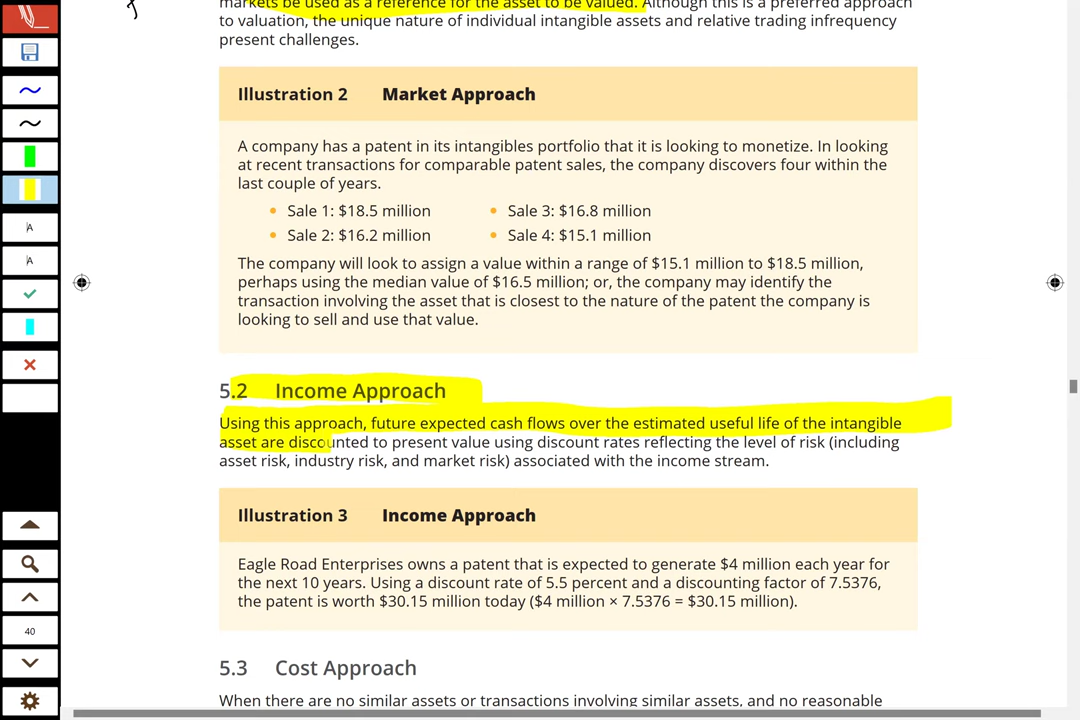 markets be used as a reference for the asset to be valued. Although this is a preferred approach
to valuation, the unique nature of individual intangible assets and relative trading infrequency
present challenges.
Illustration 2 Market Approach
A company has a patent in its intangibles portfolio that it is looking to monetize. In looking
at recent transactions for comparable patent sales, the company discovers four within the
last couple of years.
• Sale 1: $18.5 million • Sale 3: $16.8 million
• Sale 2: $16.2 million • Sale 4: $15.1 million
The company will look to assign a value within a range of $15.1 million to $18.5 million,
perhaps using the median value of $16.5 million; or, the company may identify the
transaction involving the asset that is closest to the nature of the patent the company is
looking to sell and use that value.
5.2 Income Approach
Using this approach, future expected cash flows over the estimated useful life of the intangible
asset are discounted to present value using discount rates reflecting the level of risk (including
asset risk, industry risk, and market risk) associated with the income stream.
Illustration 3 Income Approach
Eagle Road Enterprises owns a patent that is expected to generate $4 million each year for
the next 10 years. Using a discount rate of 5.5 percent and a discounting factor of 7.5376,
the patent is worth $30.15 million today ($4 million × 7.5376 = $30.15 million).
5.3 Cost Approach
When there are no similar assets or transactions involving similar assets, and no reasonable
A
A
40